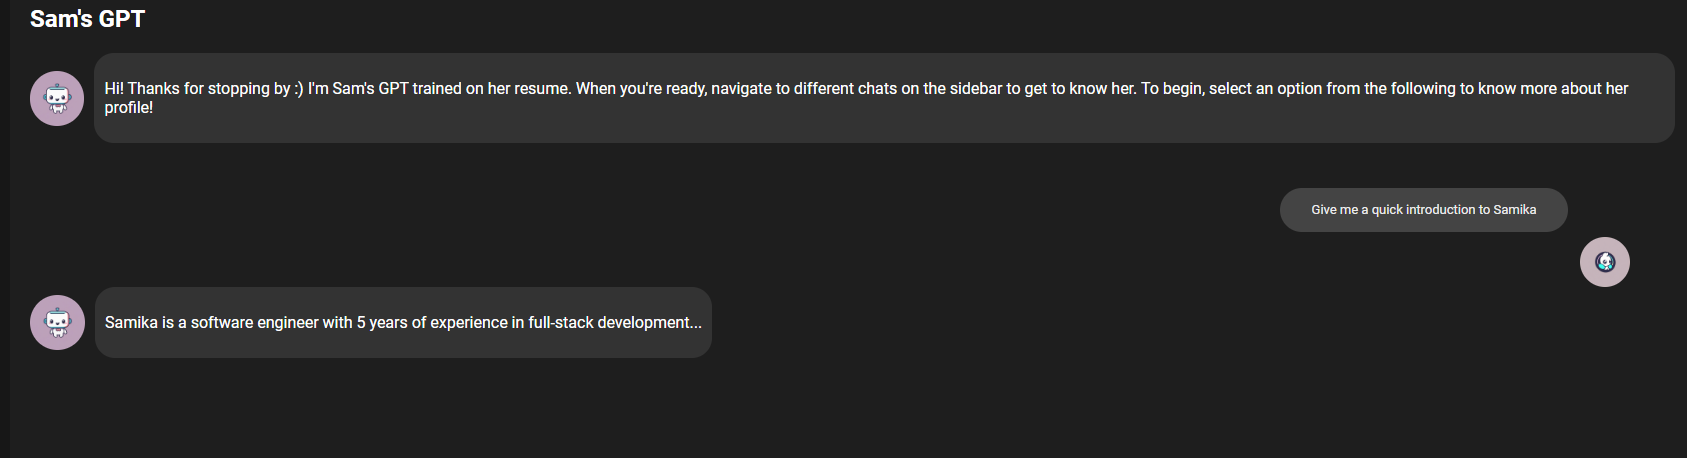 Sam's GPT
Hi! Thanks for stopping by :) I'm Sam's GPT trained on her resume. When you're ready, navigate to different chats on the sidebar to get to know her. To begin, select an option from the following to know more about her
profile!
Give me a quick introduction to Samika
Samika is a software engineer with 5 years of experience in full-stack development...